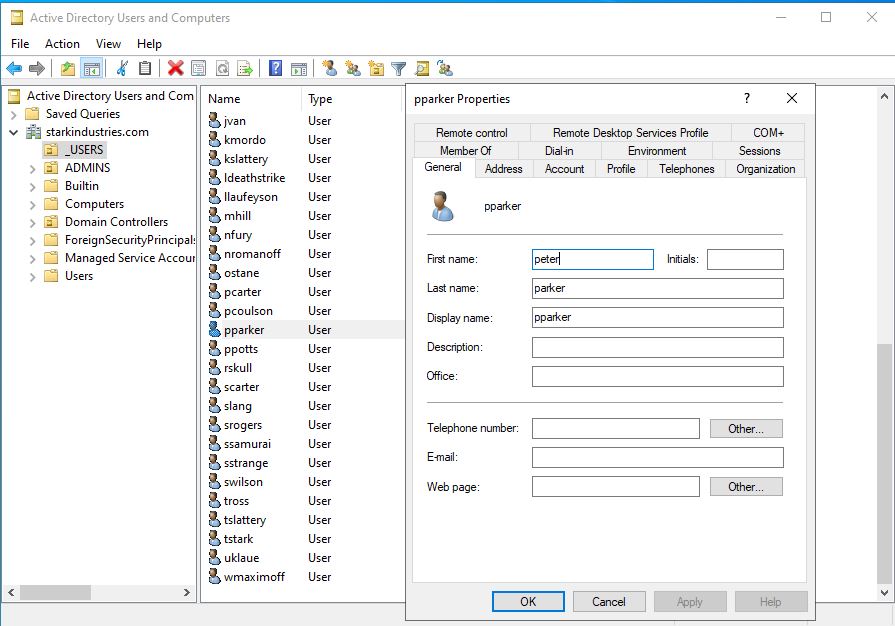 Active Directory Users and Computers
File Action View Help
Active Directory Users and Com
Saved Queries
starkindustries.com
_USERS
ADMINS
Builtin
Computers
Domain Controllers
ForeignSecurityPrincipals
Managed Service Accoun
Users
Name Type
jvan User
kmordo User
kslattery User
ldeathstrike User
llaufeyson User
mhill User
nfury User
nromanoff User
ostane User
pcarter User
pcoulson User
pparker User
ppotts User
rskull User
scarter User
slang User
srogers User
ssamurai User
sstrange User
swilson User
tross User
tslattery User
tstark User
uklaue User
wmaximoff User
pparker Properties
?
Remote control Remote Desktop Services Profile COM+
Member Of Dial-in Environment Sessions
General Address Account Profile Telephones Organization
pparker
First name: peter Initials:
Last name: parker
Display name: pparker
Description:
Office:
Telephone number: Other...
E-mail:
Web page: Other...
OK Cancel Apply Help